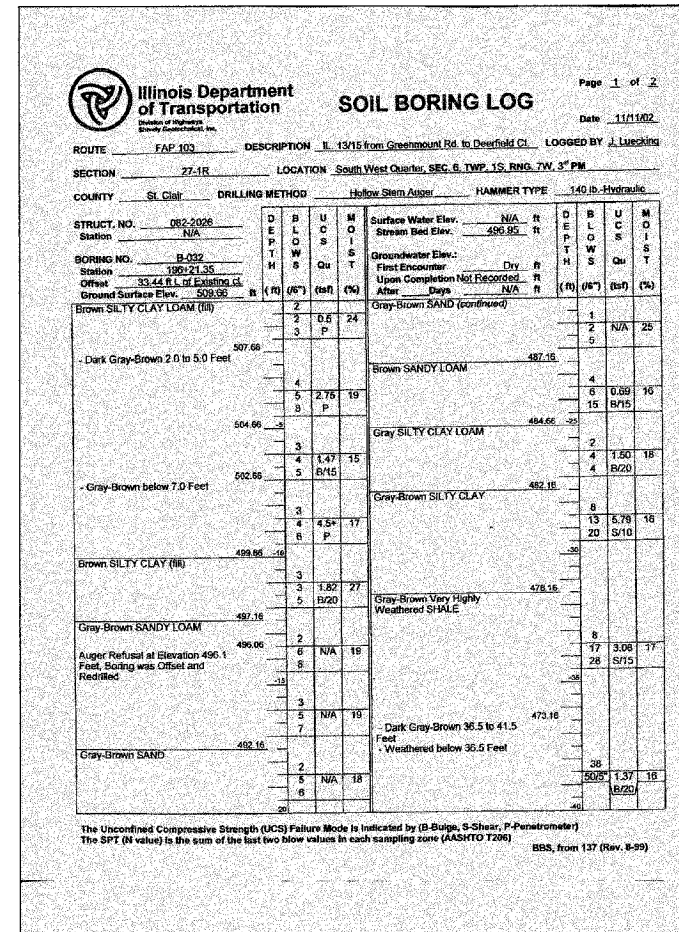 Illinois Department
of Transportation
Division of Highways
SOIL BORING LOG
Page 1 of 2
Date 11/11/02
ROUTE FAP 103 DESCRIPTION IL 13/15 from Greenmount Rd. to Deerfield Ct. LOGGED BY J. Luecking
SECTION 27-1R LOCATION South West Quarter, SEC. 6, TWP. 1S, RNG. 7W, 3rd PM
COUNTY St. Clair DRILLING METHOD Hollow Stem Auger HAMMER TYPE 140 lb.-Hydraulic
STRUCT. NO. 082-2026
Station N/A
BORING NO. B-032
Station 196+21.35
Offset 33.44 ft L of Existing cl.
Ground Surface Elev. 509.66 ft
DEPTH (ft)
BLOWS (/6")
UCS Qu (tsf)
MOIST (%)
Brown SILTY CLAY LOAM (fill)
2
2 0.5 24
3 P
507.66
- Dark Gray-Brown 2.0 to 5.0 Feet
4
5 2.75 19
8 P
504.66 -5
3
4 1.47 15
5 B/15
502.66
- Gray-Brown below 7.0 Feet
3
4 4.5+ 17
6 P
499.66 -10
Brown SILTY CLAY (fill)
3
3 1.82 27
5 B/20
497.16
Gray-Brown SANDY LOAM
2
496.06
6 N/A 19
8
Auger Refusal at Elevation 496.1
Feet, Boring was Offset and
Redrilled
-15
3
5 N/A 19
7
492.16
Gray-Brown SAND
2
5 N/A 18
6
-20
Surface Water Elev. N/A ft
Stream Bed Elev. 496.95 ft
Groundwater Elev.:
First Encounter Dry ft
Upon Completion Not Recorded ft
After Days N/A ft
DEPTH (ft)
BLOWS (/6")
UCS Qu (tsf)
MOIST (%)
Gray-Brown SAND (continued)
1
2 N/A 25
5
487.16
Brown SANDY LOAM
4
6 0.69 16
15 B/15
484.66 -25
Gray SILTY CLAY LOAM
2
4 1.50 18
4 B/20
482.16
Gray-Brown SILTY CLAY
8
13 5.79 16
20 S/10
-30
478.16
Gray-Brown Very Highly
Weathered SHALE
8
17 3.08 17
28 S/15
-35
473.16
- Dark Gray-Brown 36.5 to 41.5
Feet
- Weathered below 36.5 Feet
38
50/5" 1.37 16
B/20
-40
The Unconfined Compressive Strength (UCS) Failure Mode is indicated by (B-Bulge, S-Shear, P-Penetrometer)
The SPT (N value) is the sum of the last two blow values in each sampling zone (AASHTO T206)
BBS, from 137 (Rev. 8-99)